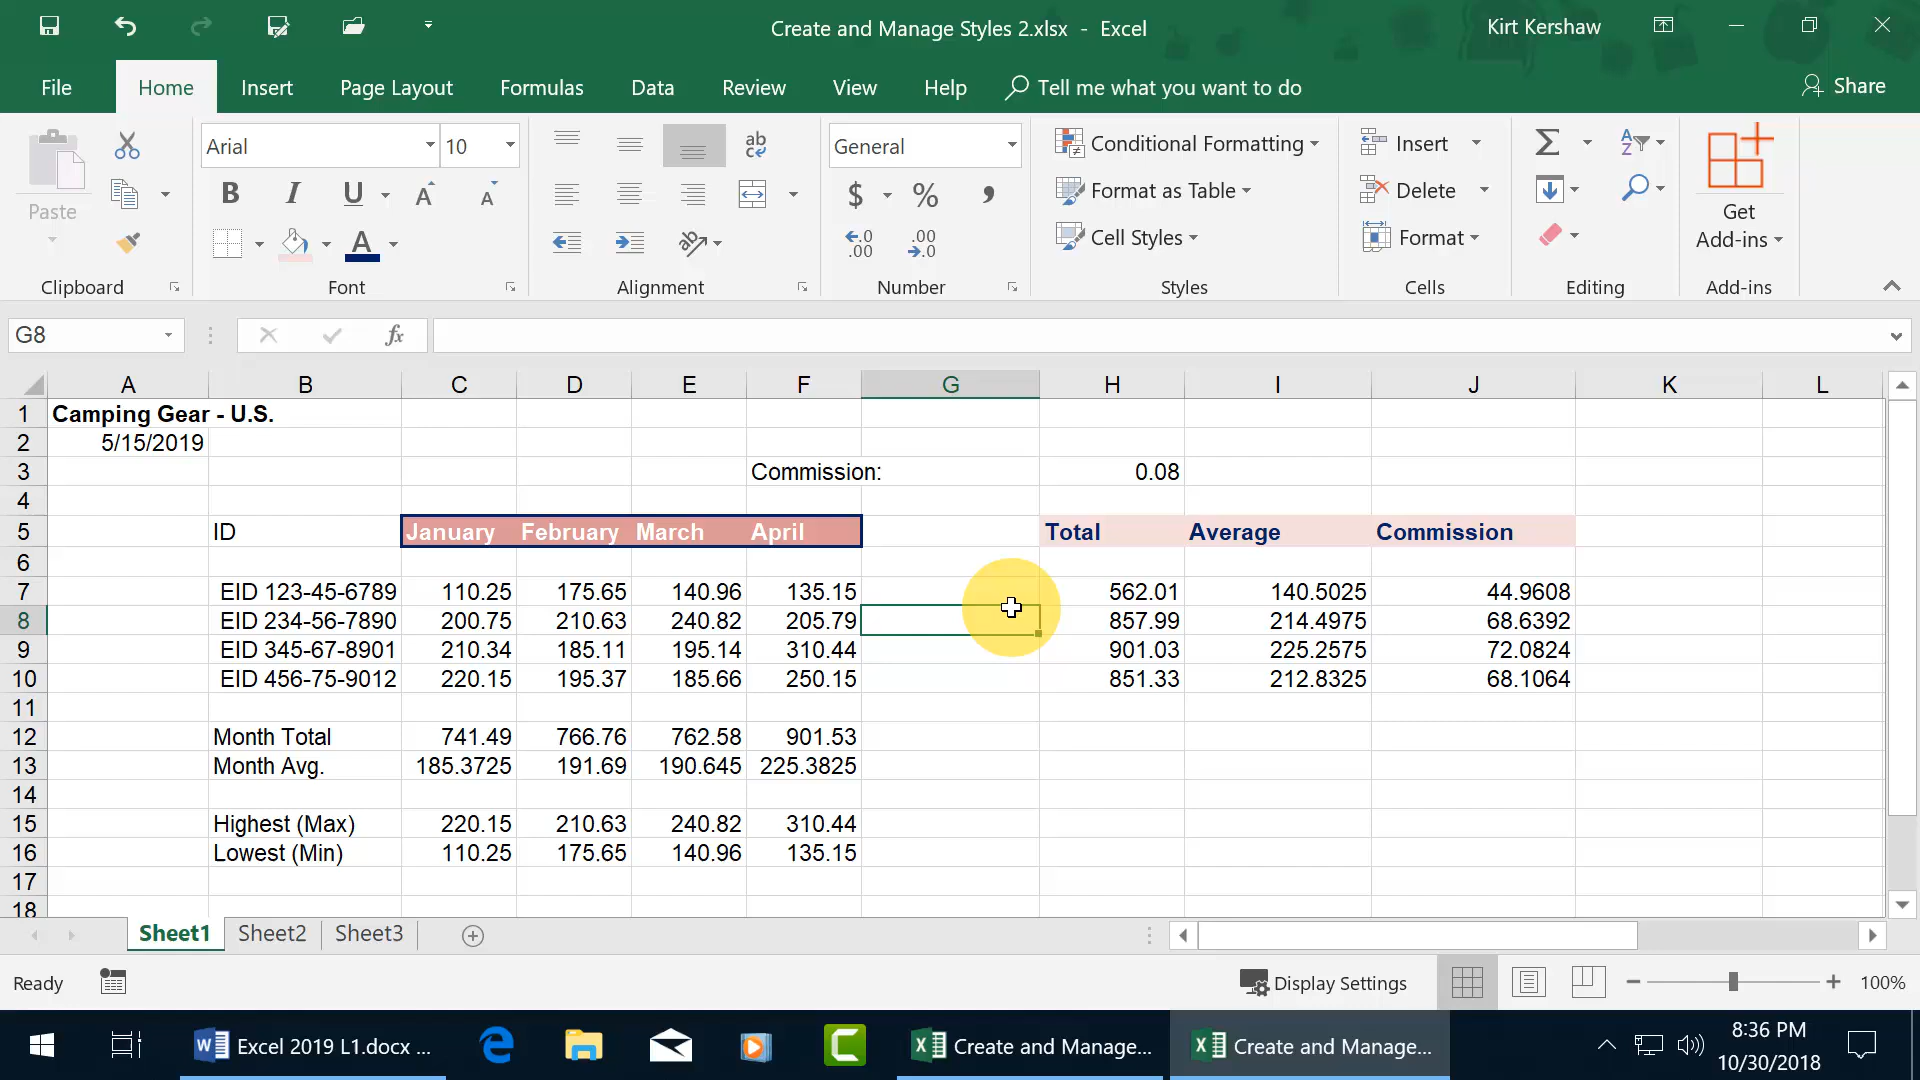 Create and Manage Styles 2.xlsx - Excel
Kirt Kershaw
File Home Insert Page Layout Formulas Data Review View Help Tell me what you want to do Share
Paste
Clipboard
Arial 10
B I U A A
A
Font
ab
c
Alignment
General
$ % ,
←.0 .00
.00 →.0
Number
Conditional Formatting
Format as Table
Cell Styles
Styles
Insert
Delete
Format
Cells
Σ A
Z
Editing
Get
Add-ins
Add-ins
G8 fx
A B C D E F G H I J K L
1 Camping Gear - U.S.
2 5/15/2019
3 Commission: 0.08
4
5 ID January February March April Total Average Commission
6
7 EID 123-45-6789 110.25 175.65 140.96 135.15 562.01 140.5025 44.9608
8 EID 234-56-7890 200.75 210.63 240.82 205.79 857.99 214.4975 68.6392
9 EID 345-67-8901 210.34 185.11 195.14 310.44 901.03 225.2575 72.0824
10 EID 456-75-9012 220.15 195.37 185.66 250.15 851.33 212.8325 68.1064
11
12 Month Total 741.49 766.76 762.58 901.53
13 Month Avg. 185.3725 191.69 190.645 225.3825
14
15 Highest (Max) 220.15 210.63 240.82 310.44
16 Lowest (Min) 110.25 175.65 140.96 135.15
17
18
Sheet1 Sheet2 Sheet3
Ready Display Settings 100%
W Excel 2019 L1.docx ... C X Create and Manage... X Create and Manage...
8:36 PM
10/30/2018